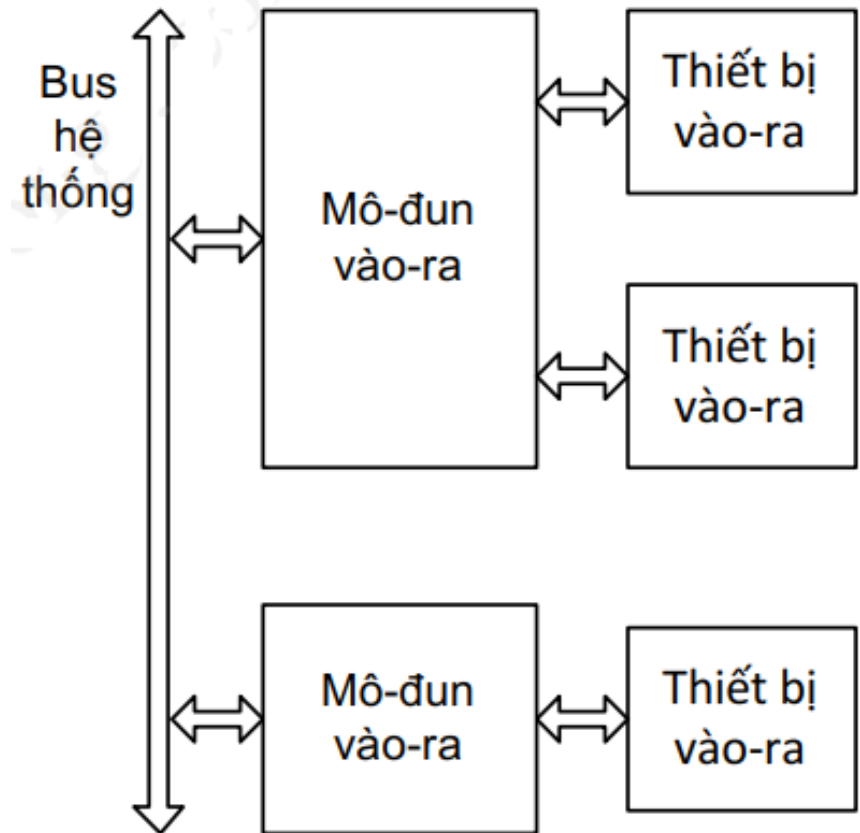 Bus
hệ
thống
Mô-đun
vào-ra
Thiết bị
vào-ra
Thiết bị
vào-ra
Mô-đun
vào-ra
Thiết bị
vào-ra